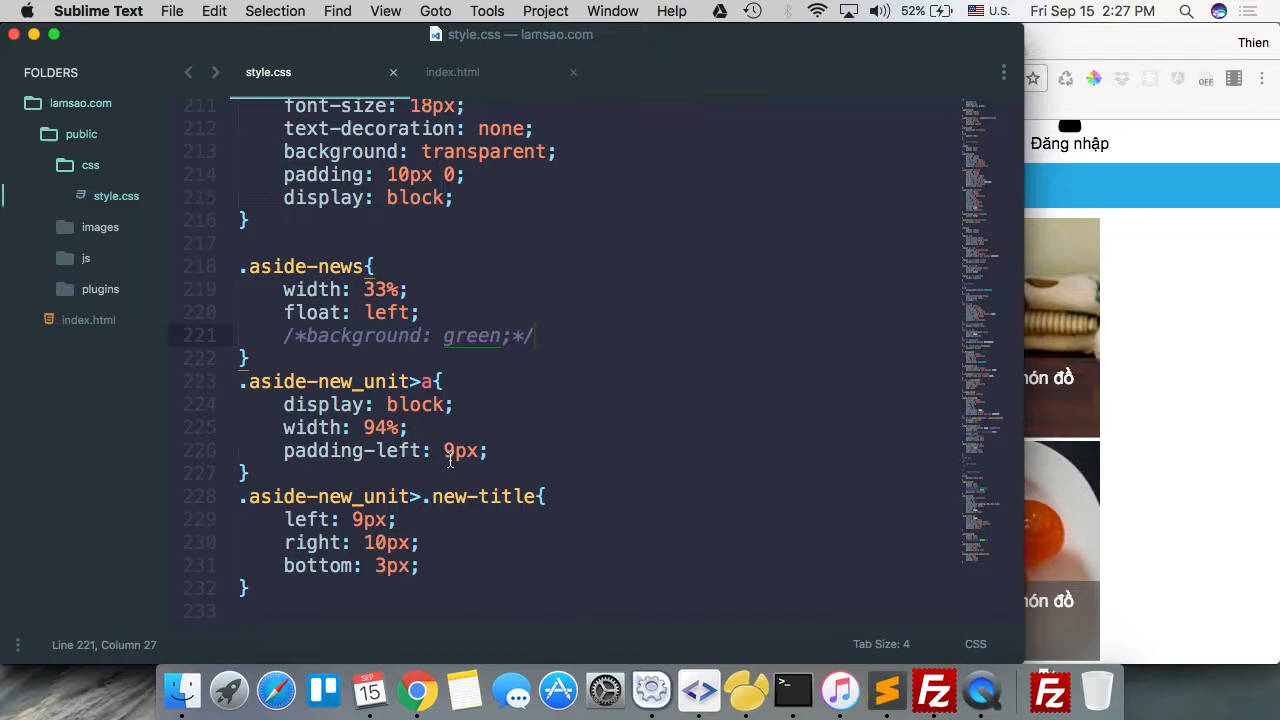 Sublime Text File Edit Selection Find View Goto Tools Project Window Help 52% U.S. Fri Sep 15 2:27 PM
style.css — lamsao.com
Thien
FOLDERS
style.css
index.html
lamsao.com
public
css
style.css
images
js
plugins
index.html
211 font-size: 18px;
212 text-decoration: none;
213 background: transparent;
214 padding: 10px 0;
215 display: block;
216 }
217
218 .aside-news{
219 width: 33%;
220 float: left;
221 /*background: green;*/
222 }
223 .aside-new_unit>a{
224 display: block;
225 width: 94%;
226 padding-left: 9px;
227 }
228 .aside-new_unit>.new-title{
229 left: 9px;
230 right: 10px;
231 bottom: 3px;
232 }
233
OFF
Đăng nhập
món đồ
món đồ
Line 221, Column 27
Tab Size: 4
CSS
SEP
15
Fz
Fz